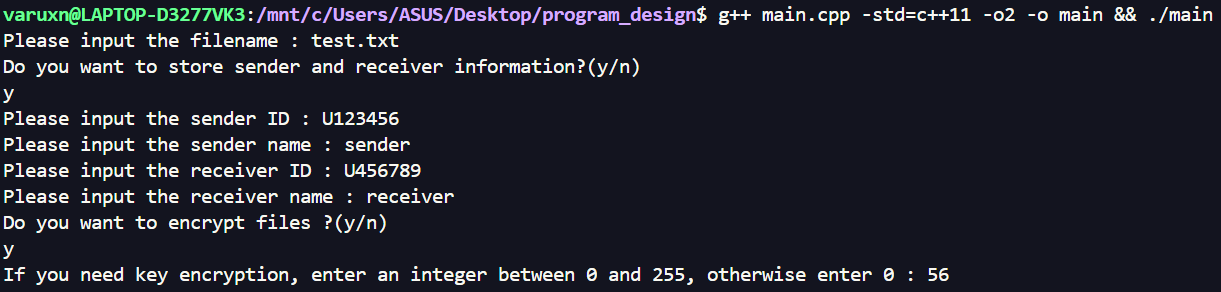 varuxn@LAPTOP-D3277VK3:/mnt/c/Users/ASUS/Desktop/program_design$ g++ main.cpp -std=c++11 -o2 -o main && ./main
Please input the filename : test.txt
Do you want to store sender and receiver information?(y/n)
y
Please input the sender ID : U123456
Please input the sender name : sender
Please input the receiver ID : U456789
Please input the receiver name : receiver
Do you want to encrypt files ?(y/n)
y
If you need key encryption, enter an integer between 0 and 255, otherwise enter 0 : 56